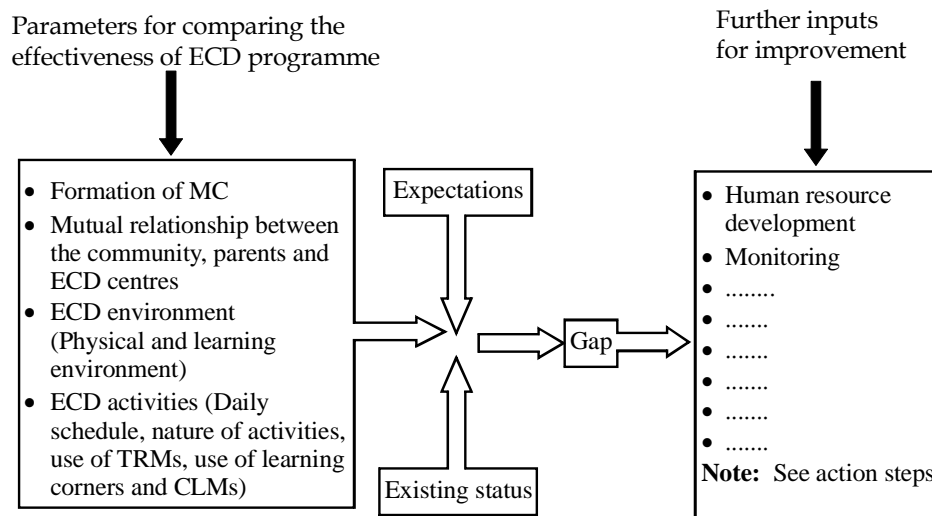 Parameters for comparing the
effectiveness of ECD programme
Further inputs
for improvement
• Formation of MC
• Mutual relationship between
the community, parents and
ECD centres
• ECD environment
(Physical and learning
environment)
• ECD activities (Daily
schedule, nature of activities,
use of TRMs, use of learning
corners and CLMs)
Expectations
Existing status
Gap
• Human resource
development
• Monitoring
• ........
• .......
• .......
• .......
• .......
• .......
Note: See action steps